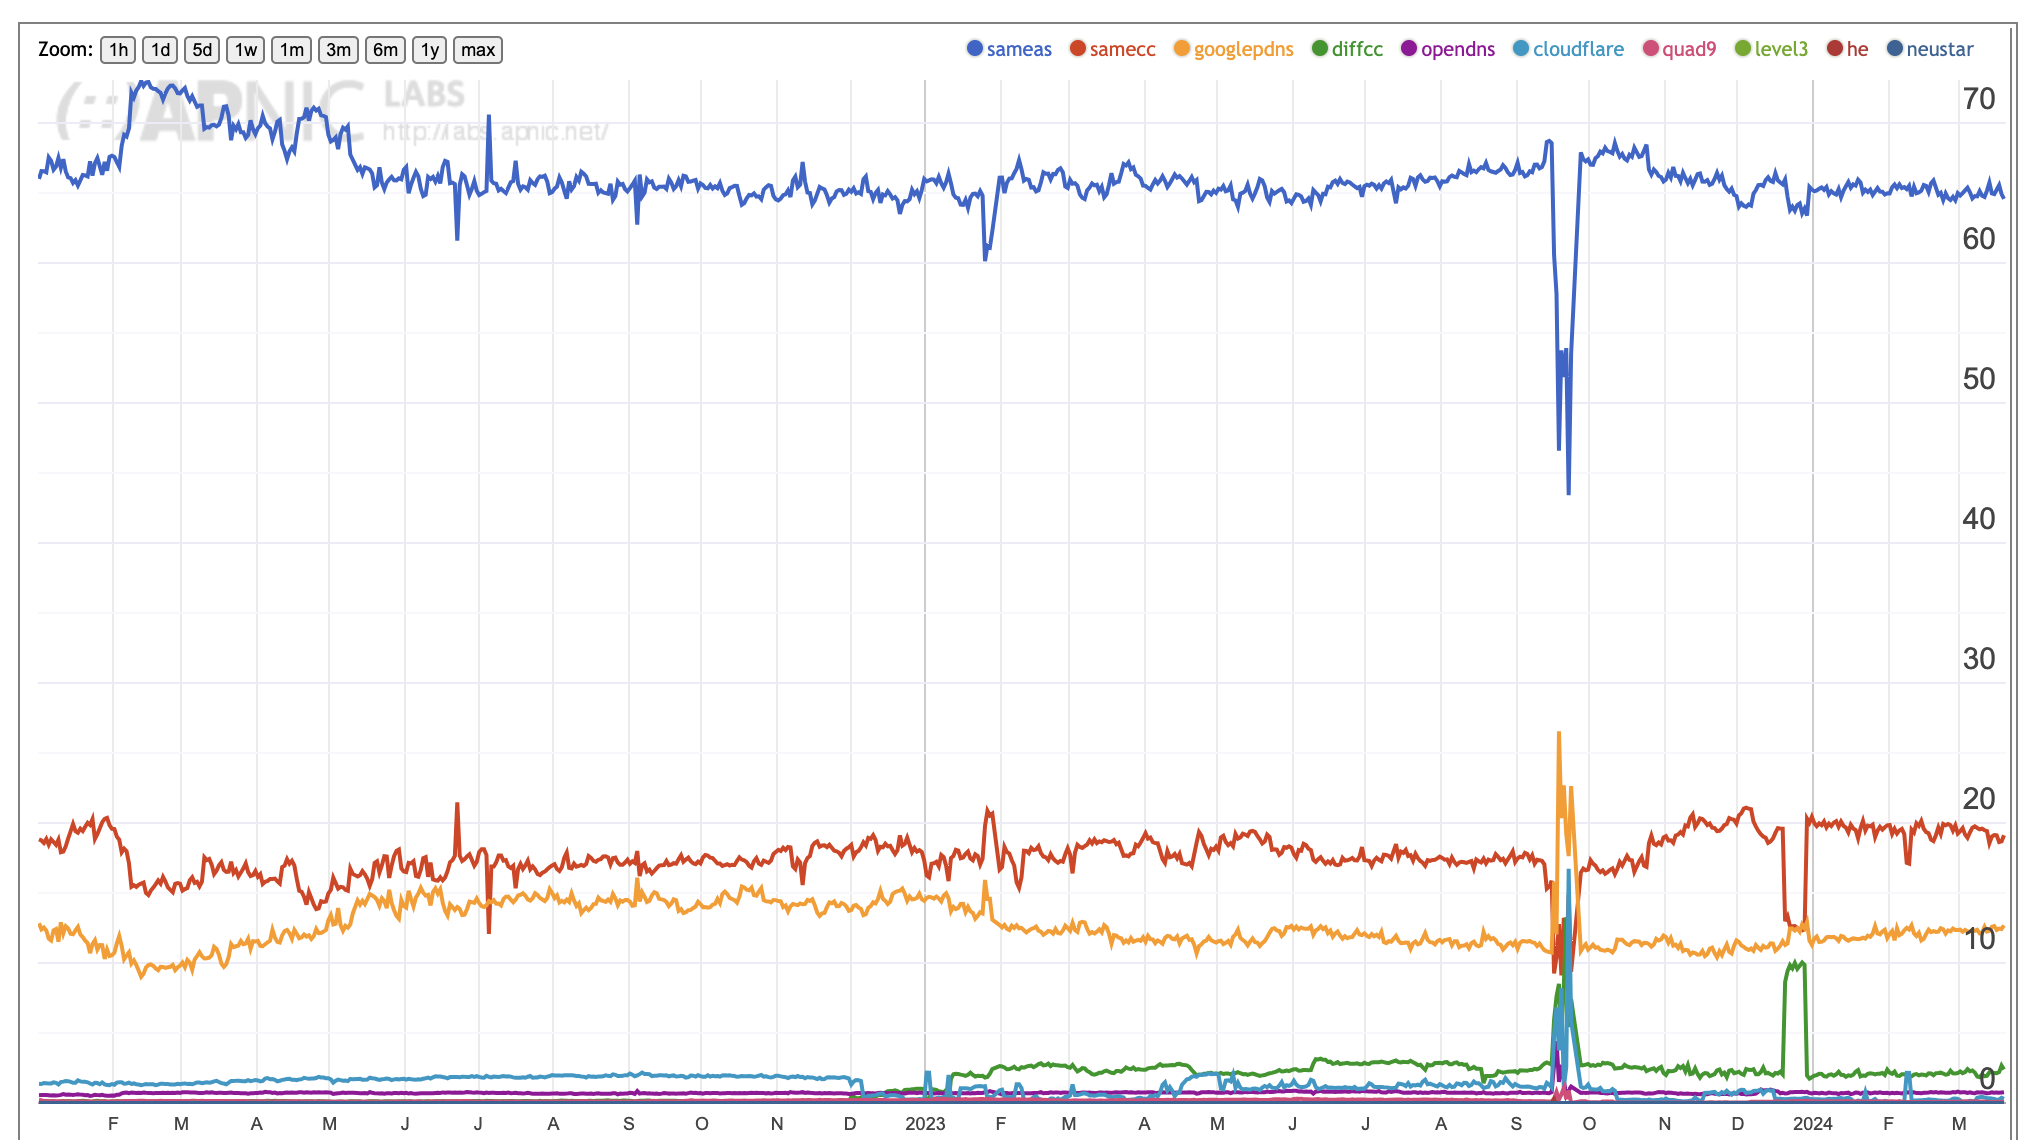 Zoom: 1h 1d 5d 1w 1m 3m 6m 1y max
sameas samecc googlepdns diffcc opendns cloudflare quad9 level3 he neustar
(::) APNIC LABS
http://labs.apnic.net/
70
60
50
40
30
20
10
0
F M A M J J A S O N D 2023 F M A M J J A S O N D 2024 F M